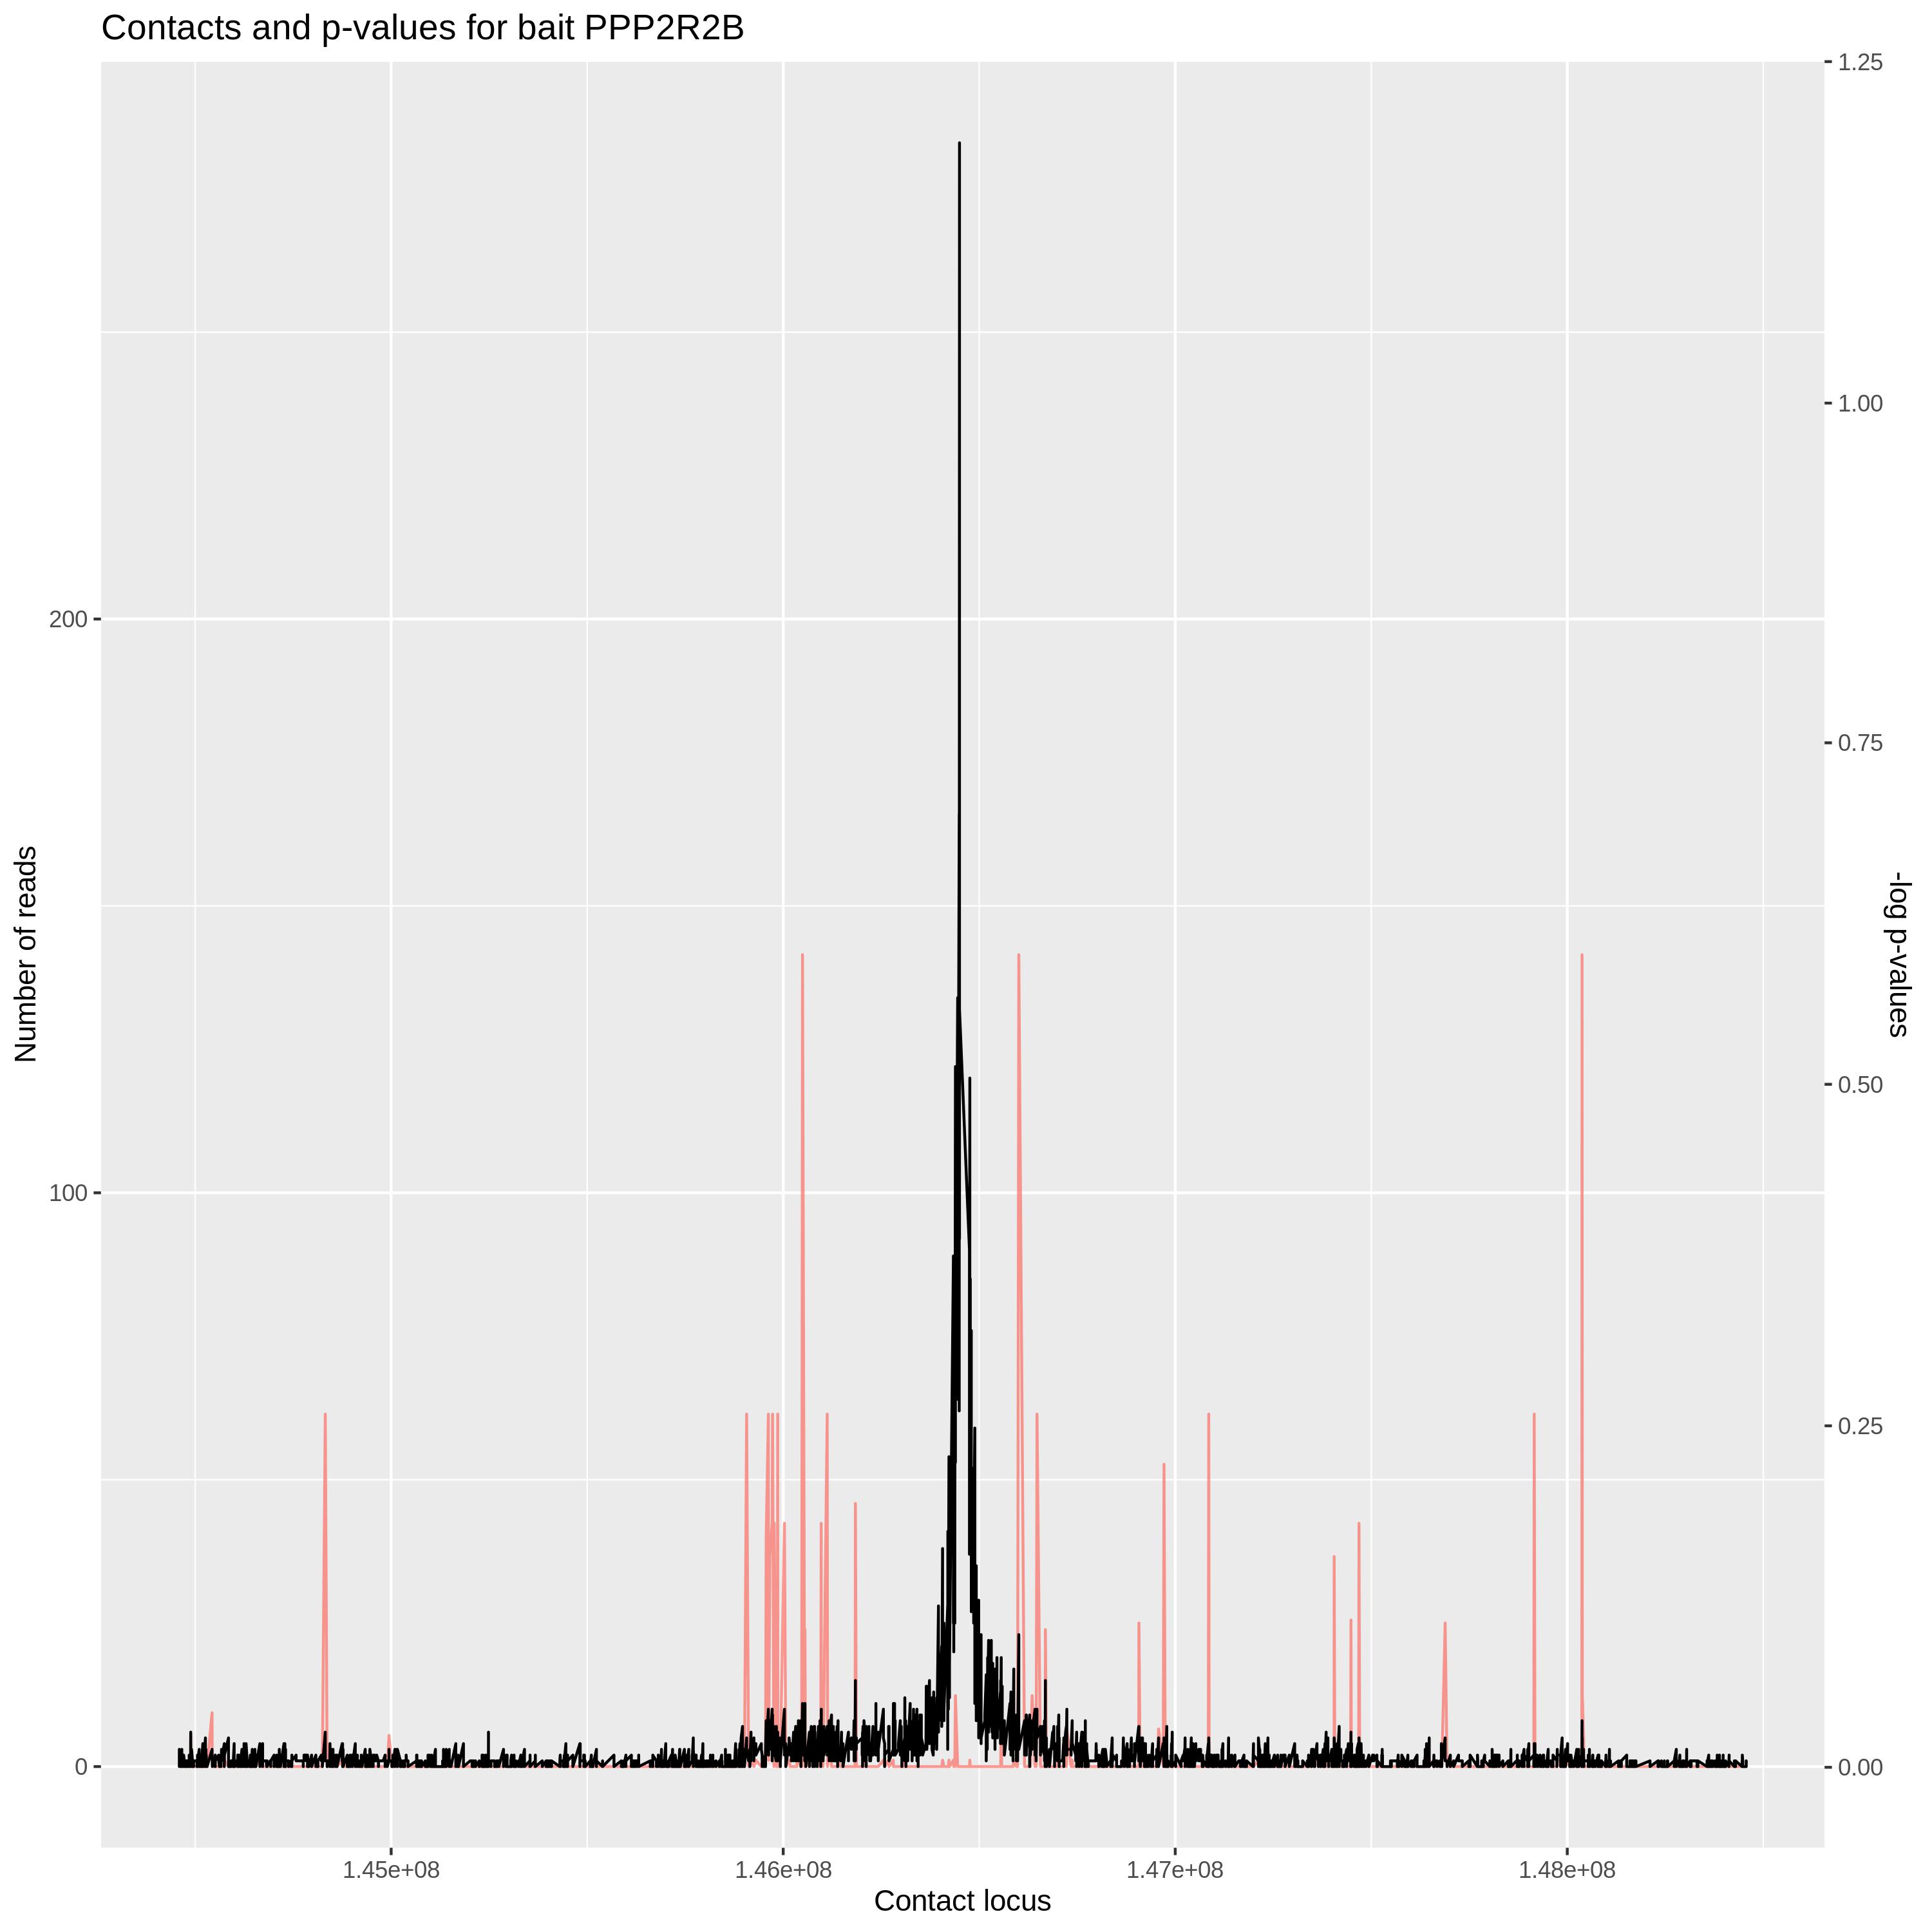 Contacts and p-values for bait PPP2R2B
1.25
1.00
0.75
0.50
0.25
0.00
-log p-values
200
100
0
Number of reads
1.45e+08
1.46e+08
1.47e+08
1.48e+08
Contact locus